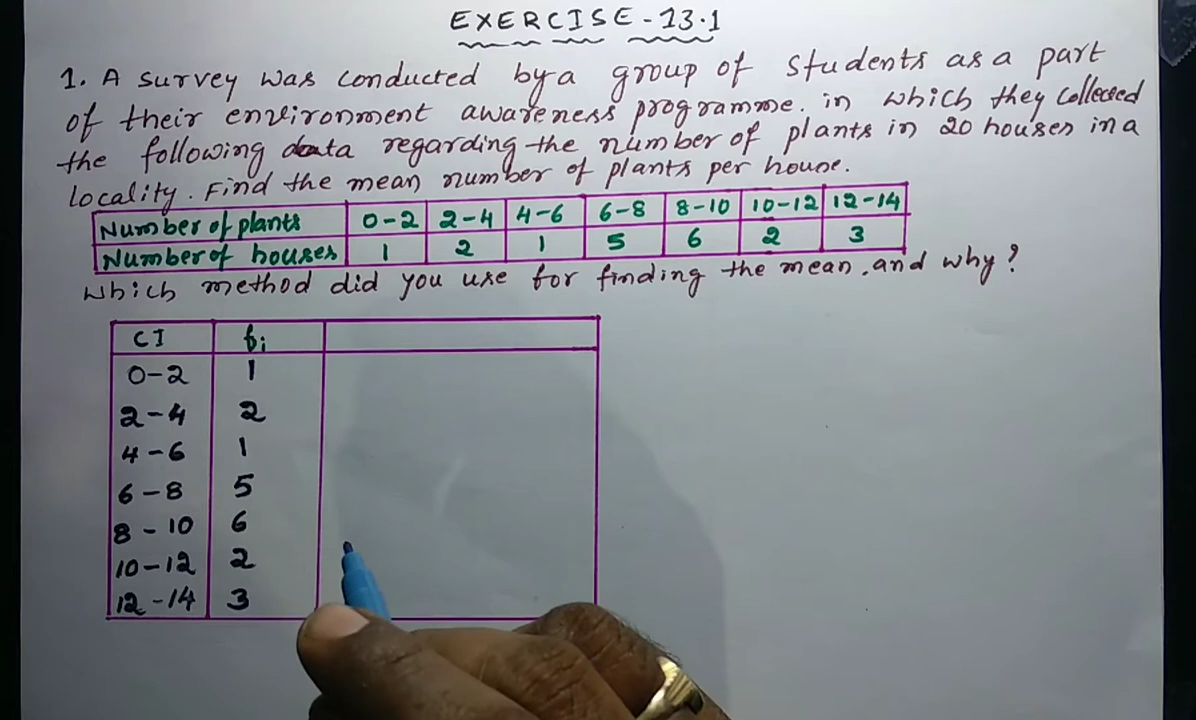 EXERCISE-13.1
1. A survey was conducted by a group of students as a part
of their environment awareness programme. in which they collected
the following data regarding the number of plants in 20 houses in a
locality. Find the mean number of plants per house.
Number of plants 0-2 2-4 4-6 6-8 8-10 10-12 12-14
Number of houses 1 2 1 5 6 2 3
Which method did you use for finding the mean, and why?
CI fi
0-2 1
2-4 2
4-6 1
6-8 5
8-10 6
10-12 2
12-14 3